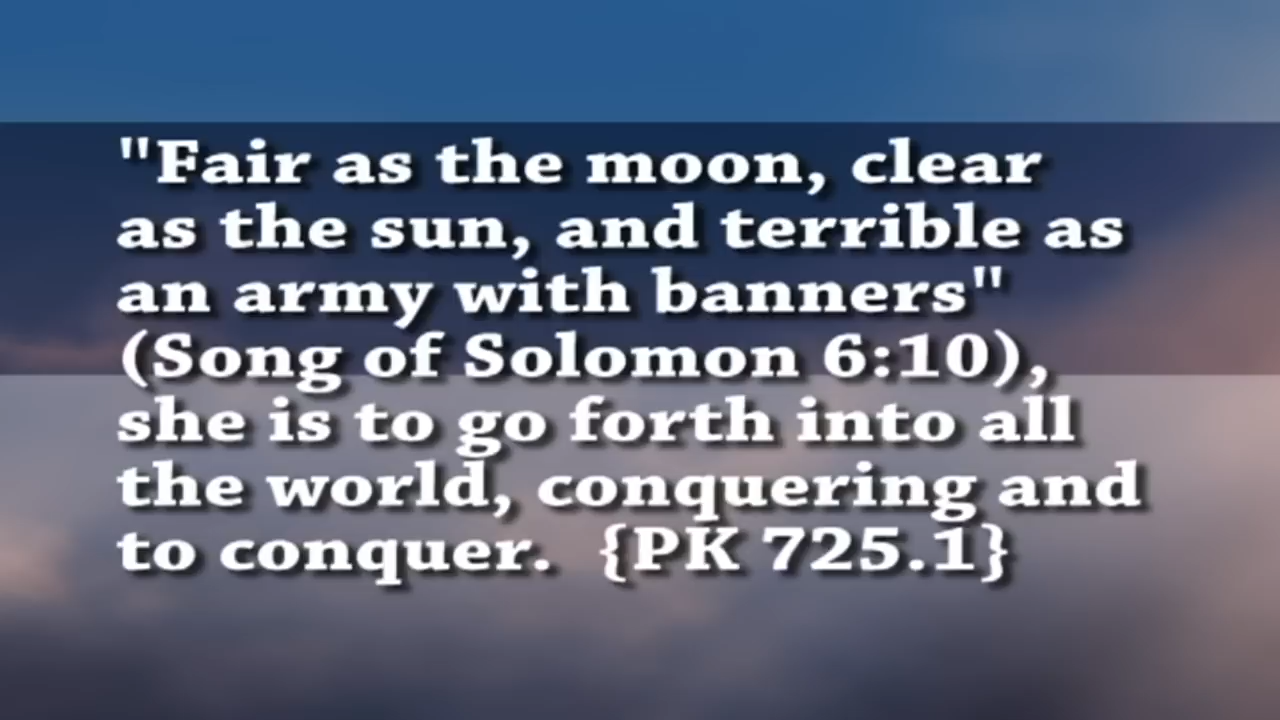 "Fair as the moon, clear
as the sun, and terrible as
an army with banners"
(Song of Solomon 6:10),
she is to go forth into all
the world, conquering and
to conquer.  {PK 725.1}